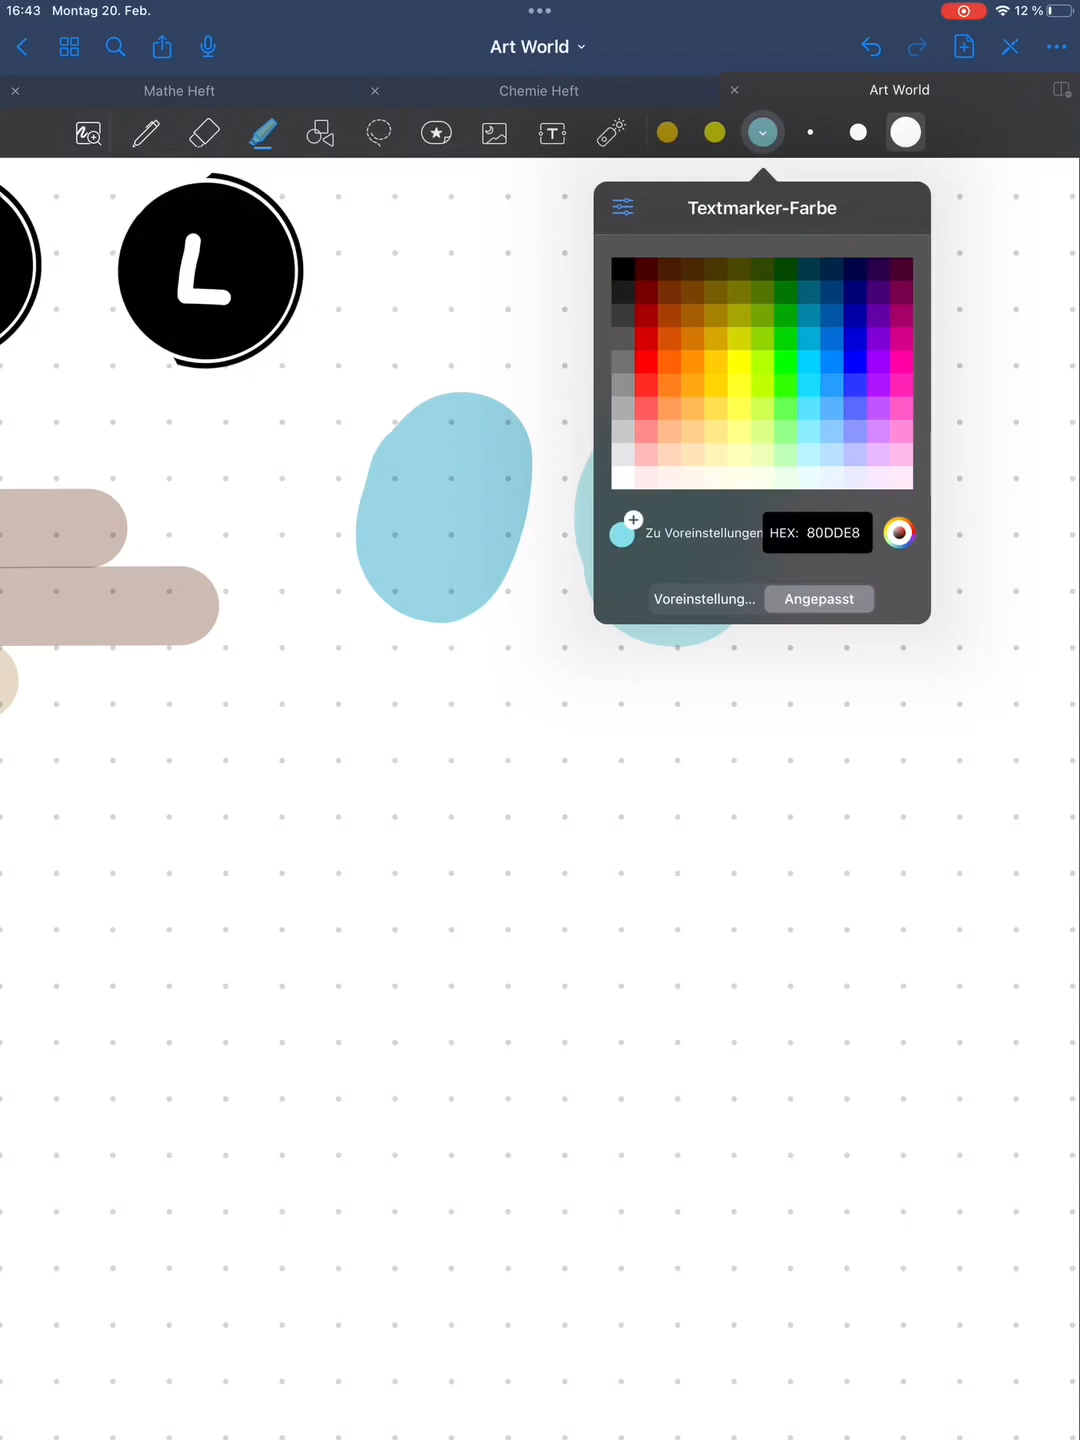 16:43 Montag 20. Feb. 12 %
Art World
Mathe Heft Chemie Heft Art World
T
L
Textmarker-Farbe
Zu Voreinstellungen HEX: 80DDE8
Voreinstellung... Angepasst